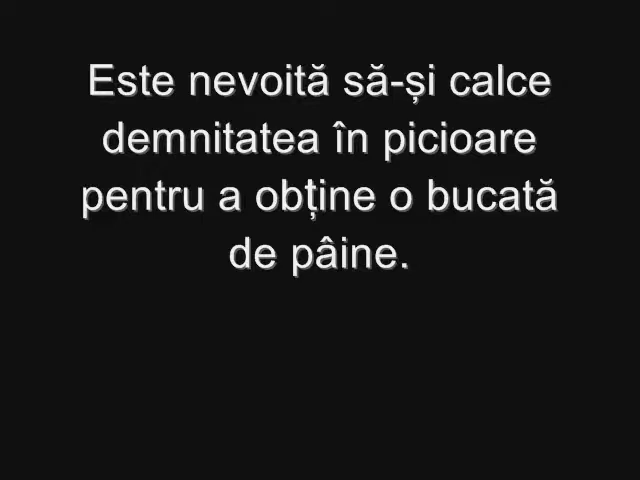 Este nevoită să-și calce
demnitatea în picioare
pentru a obține o bucată
de pâine.